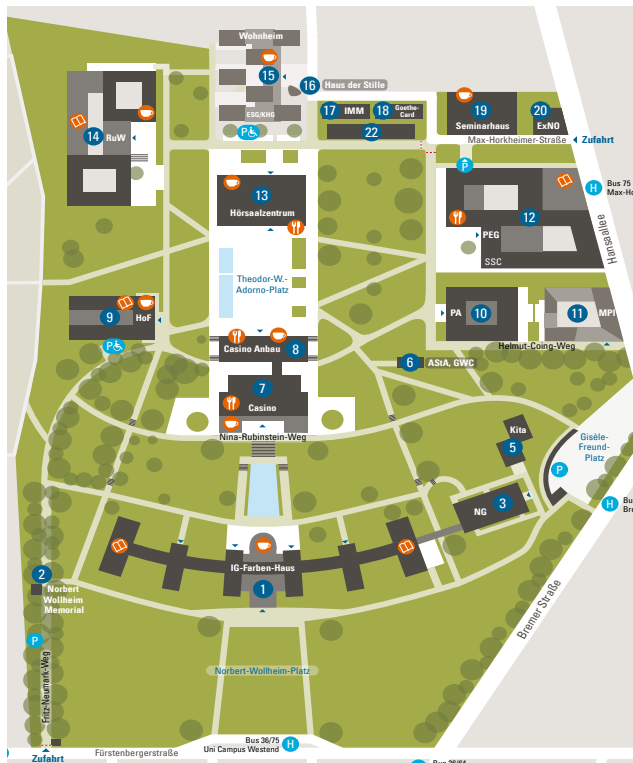 Wohnheim
15
16 Haus der Stille
ESG/KHG
P
17 IMM
18 Goethe-
Card
22
19
Seminarhaus
20
ExNO
Max-Horkheimer-Straße
Zufahrt
14 RuW
P
H Bus 75
Max-Ho
13
Hörsaalzentrum
12
PEG
SSC
Hansaallee
Theodor-W.-
Adorno-Platz
9 HoF
P
PA 10
11 MPI
Helmut-Coing-Weg
Casino Anbau 8
6 AStA, GWC
7
Casino
Nina-Rubinstein-Weg
Kita
5
Gisèle-
Freund-
Platz
P
NG 3
H Bus
Bre
IG-Farben-Haus
1
2
Norbert
Wollheim
Memorial
P
Fritz-Neumark-Weg
Bremer Straße
Norbert-Wollheim-Platz
Bus 36/75
Uni Campus Westend H
Zufahrt
Fürstenbergerstraße
Bus 36/64